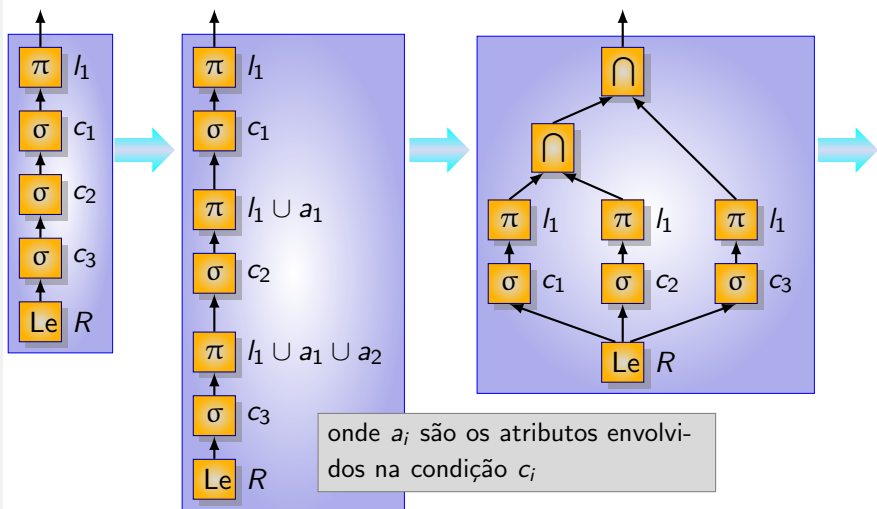 π l₁
σ c₁
σ c₂
σ c₃
Le R
π l₁
σ c₁
π l₁ ∪ a₁
σ c₂
π l₁ ∪ a₁ ∪ a₂
σ c₃
Le R
⋂
⋂
π l₁ π l₁ π l₁
σ c₁ σ c₂ σ c₃
Le R
onde aᵢ são os atributos envolvi-
dos na condição cᵢ